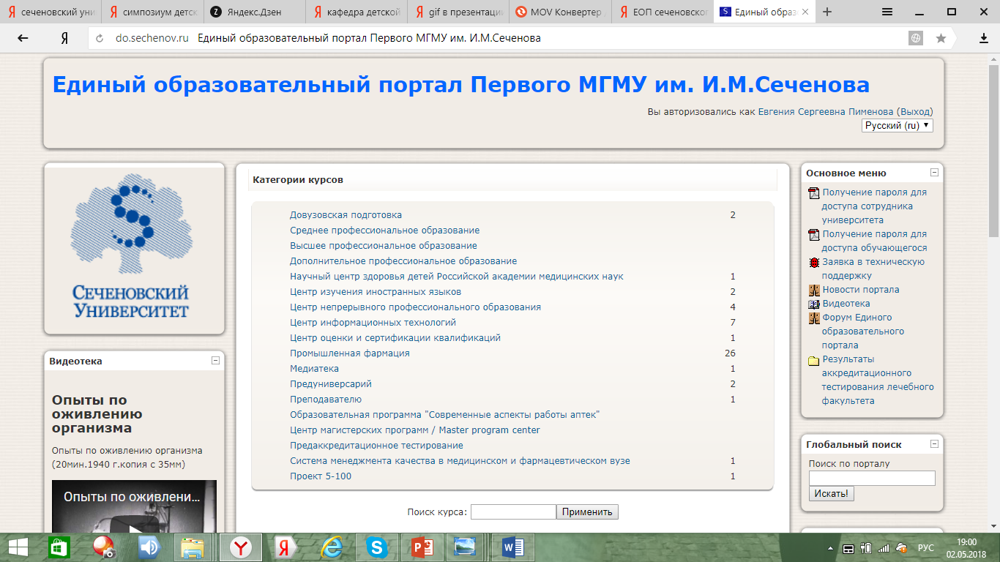 сеченовский уни
симпозиум детск
Яндекс.Дзен
кафедра детской
gif в презентаци
MOV Конвертер
ЕОП сеченовског
Единый образо
do.sechenov.ru Единый образовательный портал Первого МГМУ им. И.М.Сеченова
Единый образовательный портал Первого МГМУ им. И.М.Сеченова
Вы авторизовались как Евгения Сергеевна Пименова (Выход)
Русский (ru)
СЕЧЕНОВСКИЙ
УНИВЕРСИТЕТ
Видеотека
Опыты по
оживлению
организма
Опыты по оживлению организма
(20мин.1940 г.копия с 35мм)
Опыты по оживлени...
Категории курсов
Довузовская подготовка 2
Среднее профессиональное образование
Высшее профессиональное образование
Дополнительное профессиональное образование
Научный центр здоровья детей Российской академии медицинских наук 1
Центр изучения иностранных языков 2
Центр непрерывного профессионального образования 4
Центр информационных технологий 7
Центр оценки и сертификации квалификаций 1
Промышленная фармация 26
Медиатека 1
Предуниверсарий 2
Преподавателю 1
Образовательная программа "Современные аспекты работы аптек"
Центр магистерских программ / Master program center
Предаккредитационное тестирование
Система менеджмента качества в медицинском и фармацевтическом вузе 1
Проект 5-100 1
Поиск курса: Применить
Основное меню
Получение пароля для
доступа сотрудника
университета
Получение пароля для
доступа обучающегося
Заявка в техническую
поддержку
Новости портала
Видеотека
Форум Единого
образовательного
портала
Результаты
аккредитационного
тестирования лечебного
факультета
Глобальный поиск
Поиск по порталу
Искать!
РУС
19:00
02.05.2018